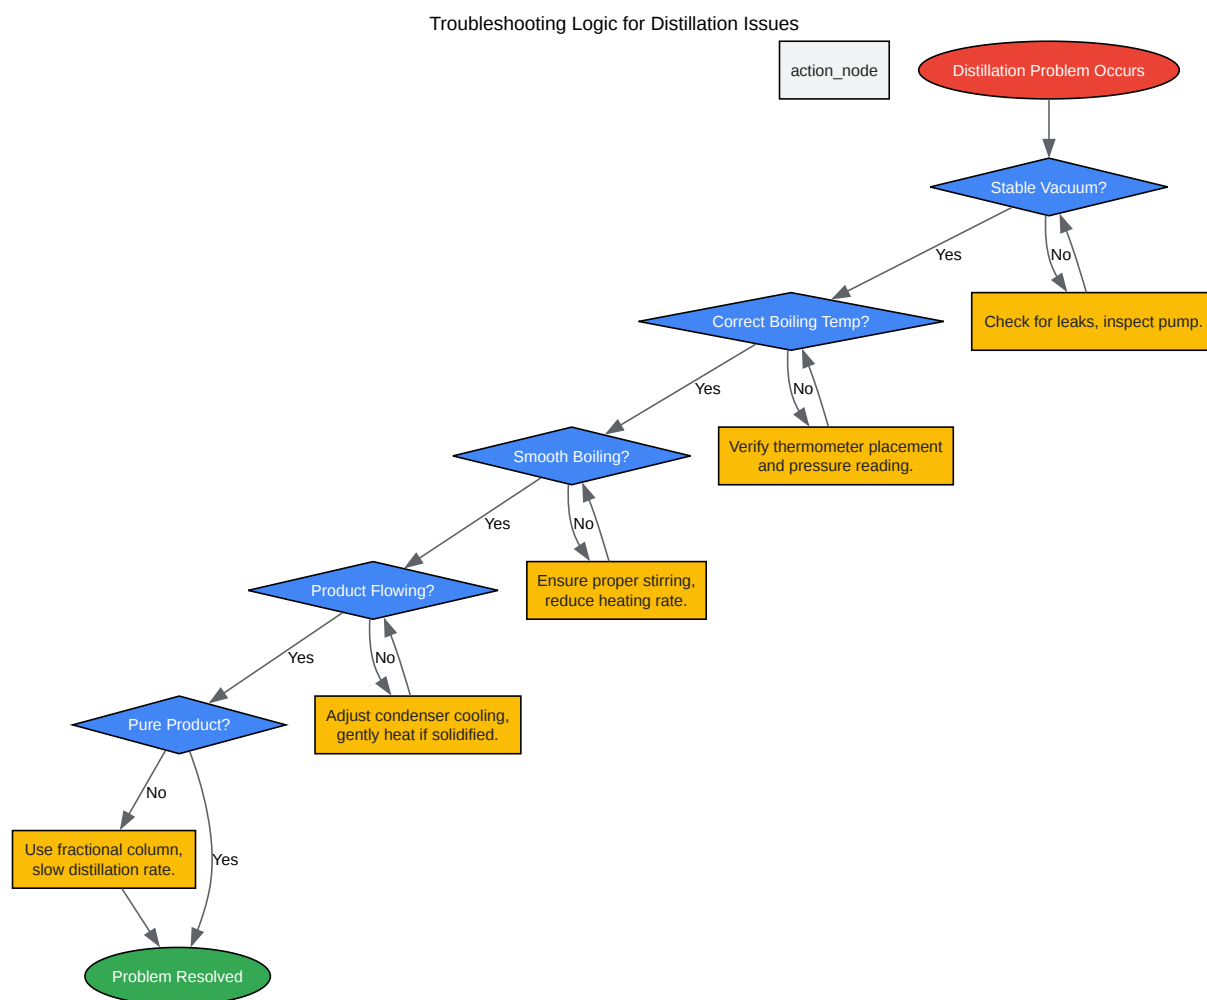 Troubleshooting Logic for Distillation Issues
action_node
Distillation Problem Occurs
Stable Vacuum?
Yes
No
Check for leaks, inspect pump.
Correct Boiling Temp?
Yes
No
Verify thermometer placement
and pressure reading.
Smooth Boiling?
Yes
No
Ensure proper stirring,
reduce heating rate.
Product Flowing?
Yes
No
Adjust condenser cooling,
gently heat if solidified.
Pure Product?
No
Use fractional column,
slow distillation rate.
Yes
Problem Resolved